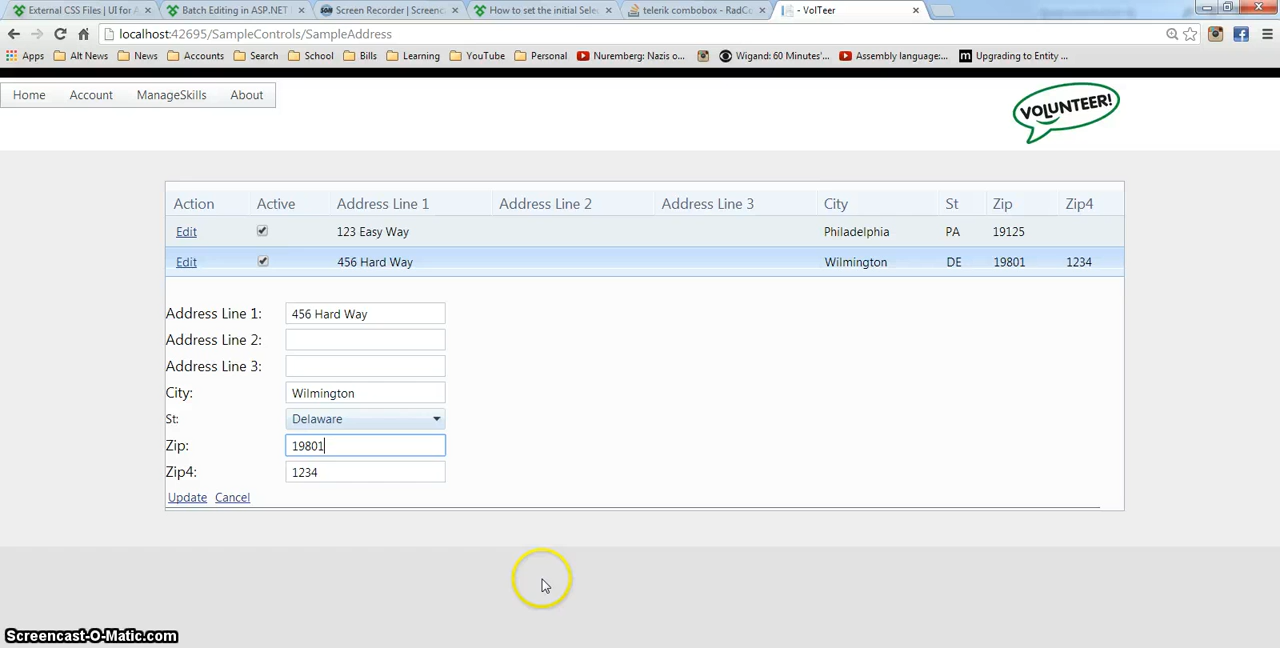 External CSS Files | UI for A
Batch Editing in ASP.NET
Screen Recorder | Screenc
How to set the initial Selec
telerik combobox - RadCo
- VolTeer
localhost:42695/SampleControls/SampleAddress
Apps
Alt News
News
Accounts
Search
School
Bills
Learning
YouTube
Personal
Nuremberg: Nazis o...
Wigand: 60 Minutes'...
Assembly language:...
Upgrading to Entity ...
Home
Account
ManageSkills
About
VOLUNTEER!
Action Active Address Line 1 Address Line 2 Address Line 3 City St Zip Zip4
Edit 123 Easy Way Philadelphia PA 19125
Edit 456 Hard Way Wilmington DE 19801 1234
Address Line 1: 456 Hard Way
Address Line 2:
Address Line 3:
City: Wilmington
St: Delaware
Zip: 19801
Zip4: 1234
Update Cancel
Screencast-O-Matic.com